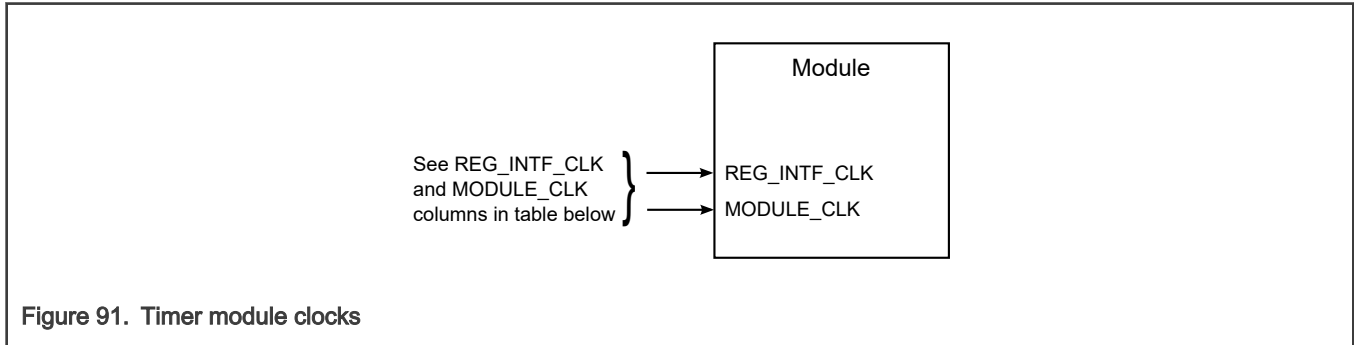 Module
See REG_INTF_CLK
and MODULE_CLK
columns in table below
REG_INTF_CLK
MODULE_CLK
Figure 91. Timer module clocks